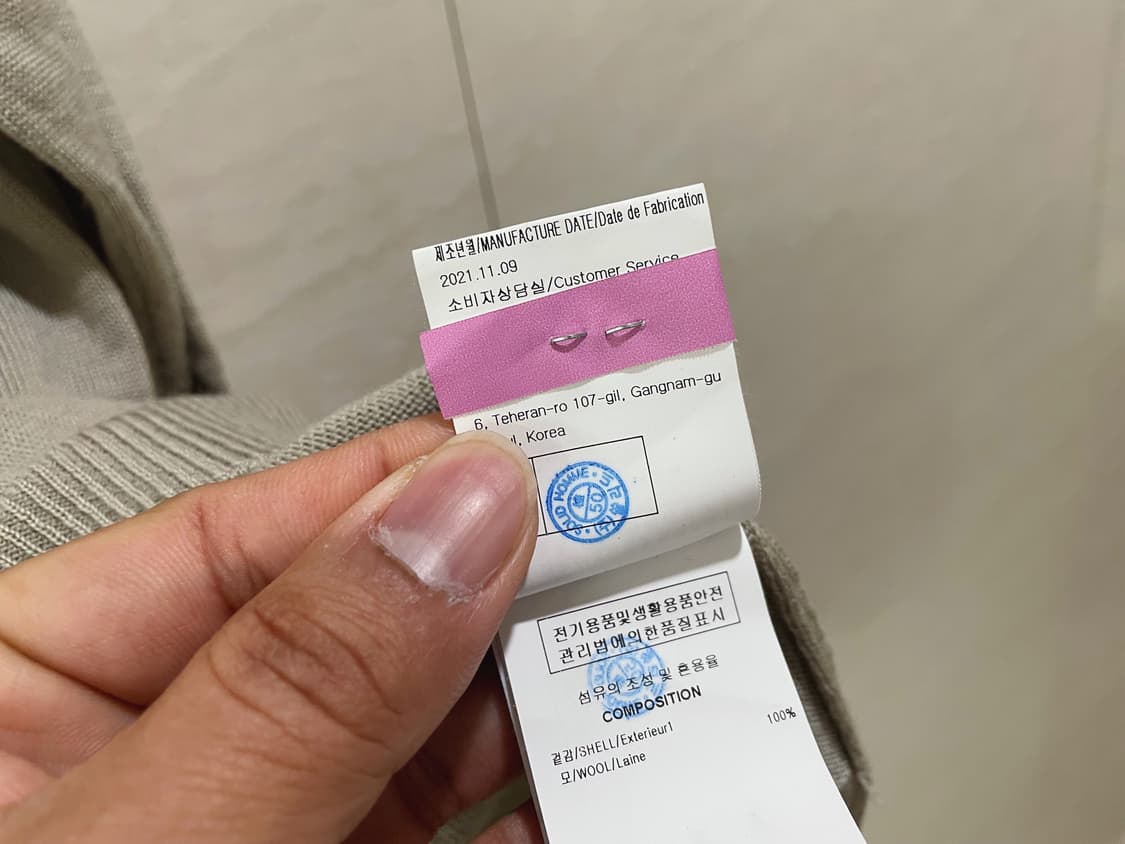 제조년월/MANUFACTURE DATE/Date de Fabrication
2021.11.09
소비자상담실/Customer Service
6, Teheran-ro 107-gil, Gangnam-gu
Korea
HOMME
50
전기용품및생활용품안전
관리법에의한품질표시
섬유의 조성 및 혼용율
COMPOSITION
겉감/SHELL/Exterieur1
모/WOOL/Laine 100%